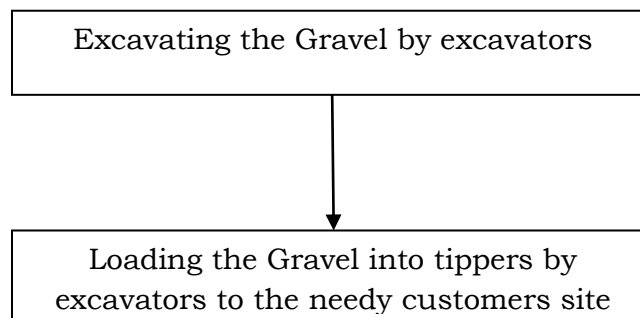 Excavating the Gravel by excavators
Loading the Gravel into tippers by
excavators to the needy customers site